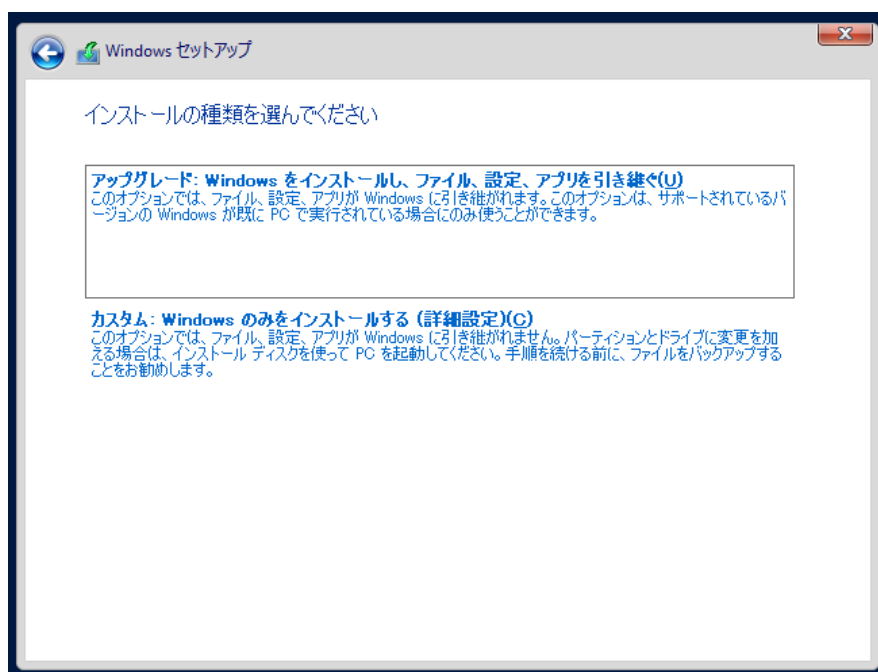 Windows セットアップ
インストールの種類を選んでください
アップグレード: Windows をインストールし、ファイル、設定、アプリを引き継ぐ(U)
このオプションでは、ファイル、設定、アプリが Windows に引き継がれます。このオプションは、サポートされているバ
ージョンの Windows が既に PC で実行されている場合にのみ使うことができます。
カスタム: Windows のみをインストールする (詳細設定)(C)
このオプションでは、ファイル、設定、アプリが Windows に引き継がれません。パーティションとドライブに変更を加
える場合は、インストール ディスクを使って PC を起動してください。手順を続ける前に、ファイルをバックアップする
ことをお勧めします。